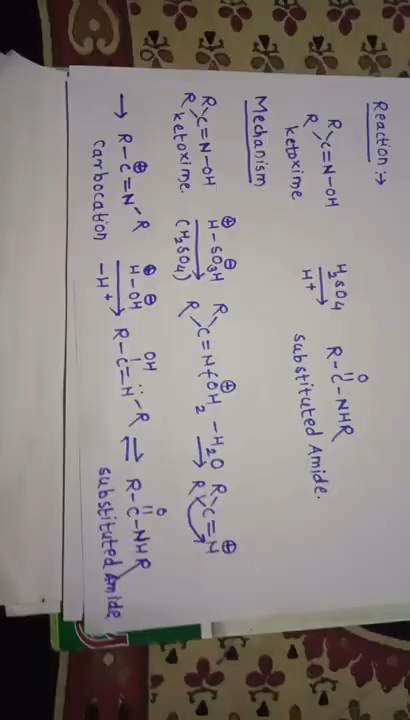 Reaction :→
R
R C=N-OH H2SO4 H+ → R-C-NHR
O
ketoxime substituted Amide.
Mechanism
R
R C=N-OH ⊕ ⊖ H-SO3H (H2SO4) → R R C=N-OH2 ⊕ -H2O → R R C=N ⊕
ketoxime
→ R-C=N-R ⊕ ⊕ ⊖ H-OH -H+ → R-C=N-R OH ⇌ R-C-NHR O
Carbocation substituted Amide